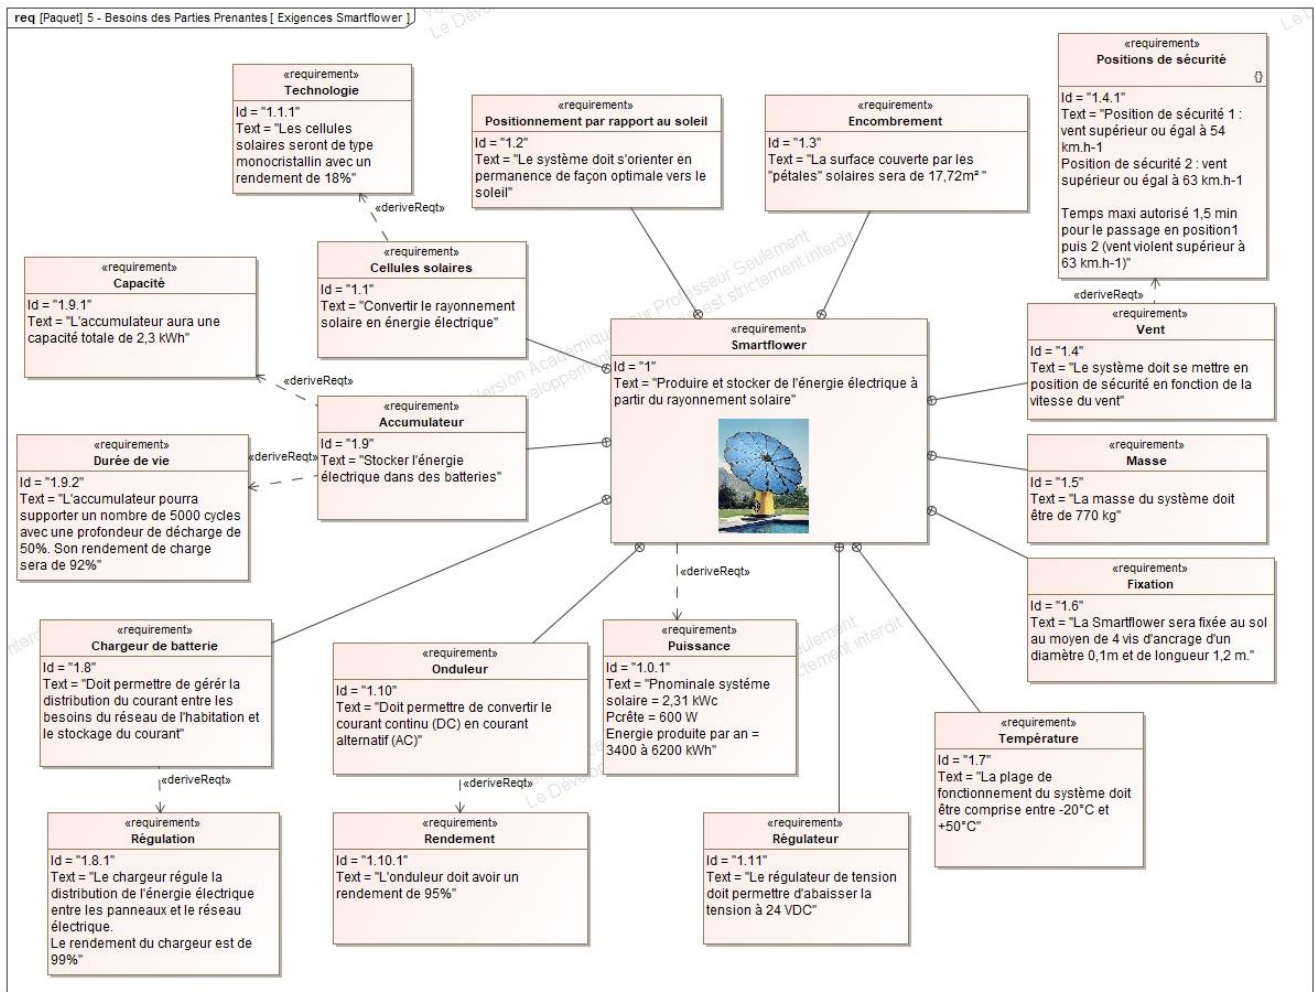 req [Paquet] 5 - Besoins des Parties Prenantes [ Exigences Smartflower ]
«requirement»
Technologie
Id = "1.1.1"
Text = "Les cellules
solaires seront de type
monocristallin avec un
rendement de 18%"
«requirement»
Positionnement par rapport au soleil
Id = "1.2"
Text = "Le système doit s'orienter en
permanence de façon optimale vers le
soleil"
«requirement»
Encombrement
Id = "1.3"
Text = "La surface couverte par les
"pétales" solaires sera de 17,72m² "
«requirement»
Positions de sécurité
{}
Id = "1.4.1"
Text = "Position de sécurité 1 :
vent supérieur ou égal à 54
km.h-1
Position de sécurité 2 : vent
supérieur ou égal à 63 km.h-1
Temps maxi autorisé 1,5 min
pour le passage en position1
puis 2 (vent violent supérieur à
63 km.h-1)"
«deriveReqt»
«requirement»
Cellules solaires
Id = "1.1"
Text = "Convertir le rayonnement
solaire en énergie électrique"
«requirement»
Capacité
Id = "1.9.1"
Text = "L'accumulateur aura une
capacité totale de 2,3 kWh"
«deriveReqt»
«requirement»
Vent
Id = "1.4"
Text = "Le système doit se mettre en
position de sécurité en fonction de la
vitesse du vent"
«requirement»
Smartflower
Id = "1"
Text = "Produire et stocker de l'énergie électrique à
partir du rayonnement solaire"
«deriveReqt»
«requirement»
Accumulateur
Id = "1.9"
Text = "Stocker l'énergie
électrique dans des batteries"
«deriveReqt»
«requirement»
Durée de vie
Id = "1.9.2"
Text = "L'accumulateur pourra
supporter un nombre de 5000 cycles
avec une profondeur de décharge de
50%. Son rendement de charge
sera de 92%"
«requirement»
Masse
Id = "1.5"
Text = "La masse du système doit
être de 770 kg"
«requirement»
Fixation
Id = "1.6"
Text = "La Smartflower sera fixée au sol
au moyen de 4 vis d'ancrage d'un
diamètre 0,1m et de longueur 1,2 m."
«deriveReqt»
«requirement»
Chargeur de batterie
Id = "1.8"
Text = "Doit permettre de gérér la
distribution du courant entre les
besoins du réseau de l'habitation et
le stockage du courant"
«requirement»
Onduleur
Id = "1.10"
Text = "Doit permettre de convertir le
courant continu (DC) en courant
alternatif (AC)"
«requirement»
Puissance
Id = "1.0.1"
Text = "Pnominale systéme
solaire = 2,31 kWc
Pcrête = 600 W
Energie produite par an =
3400 à 6200 kWh"
«requirement»
Température
Id = "1.7"
Text = "La plage de
fonctionnement du système doit
être comprise entre -20°C et
+50°C"
«deriveReqt»
«deriveReqt»
«requirement»
Régulation
Id = "1.8.1"
Text = "Le chargeur régule la
distribution de l'énergie électrique
entre les panneaux et le réseau
électrique.
Le rendement du chargeur est de
99%"
«requirement»
Rendement
Id = "1.10.1"
Text = "L'onduleur doit avoir un
rendement de 95%"
«requirement»
Régulateur
Id = "1.11"
Text = "Le régulateur de tension
doit permettre d'abaisser la
tension à 24 VDC"
Version Académique pour Professeur Seulement
est strictement interdit